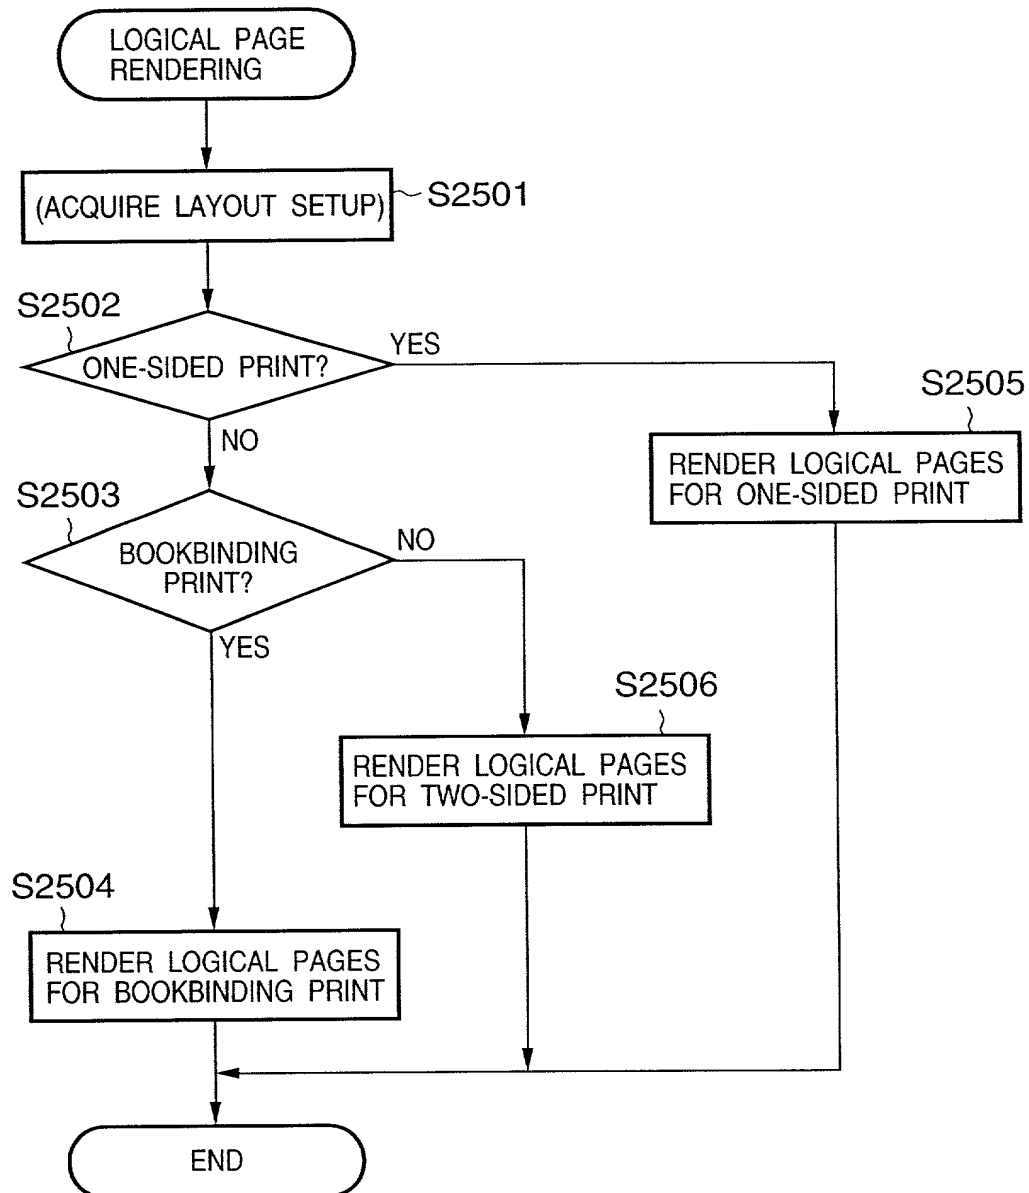 LOGICAL PAGE
RENDERING
(ACQUIRE LAYOUT SETUP)
S2501
S2502
ONE-SIDED PRINT?
YES
NO
S2505
RENDER LOGICAL PAGES
FOR ONE-SIDED PRINT
S2503
BOOKBINDING
PRINT?
NO
YES
S2506
RENDER LOGICAL PAGES
FOR TWO-SIDED PRINT
S2504
RENDER LOGICAL PAGES
FOR BOOKBINDING PRINT
END